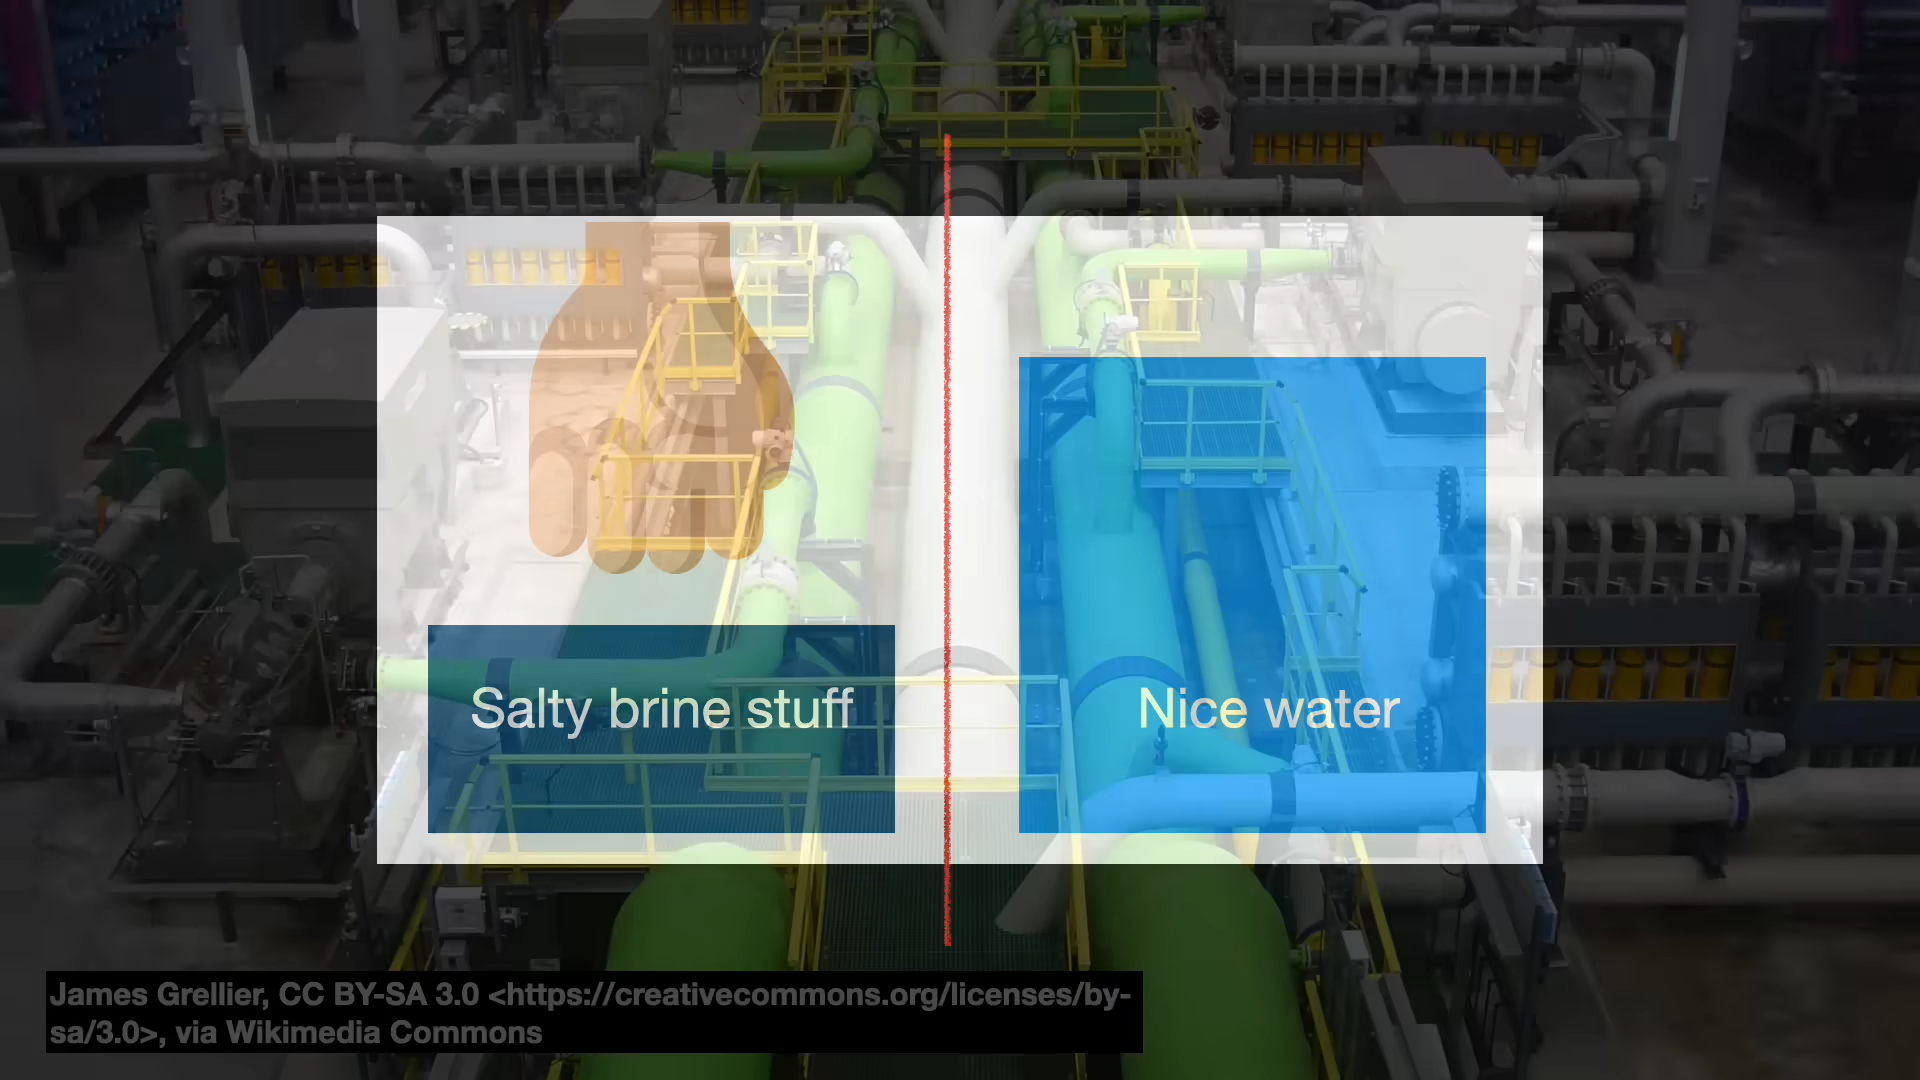 Salty brine stuff
Nice water
James Grellier, CC BY-SA 3.0 <https://creativecommons.org/licenses/by-
sa/3.0>, via Wikimedia Commons